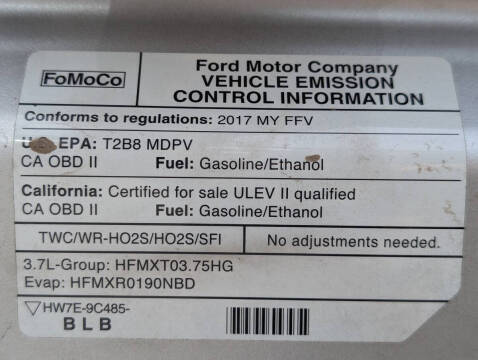 FoMoCo
Ford Motor Company
VEHICLE EMISSION
CONTROL INFORMATION
Conforms to regulations: 2017 MY FFV
EPA: T2B8 MDPV
CA OBD II Fuel: Gasoline/Ethanol
California: Certified for sale ULEV II qualified
CA OBD II Fuel: Gasoline/Ethanol
TWC/WR-HO2S/HO2S/SFI
No adjustments needed.
3.7L-Group: HFMXT03.75HG
Evap: HFMXR0190NBD
HW7E-9C485-
B L B